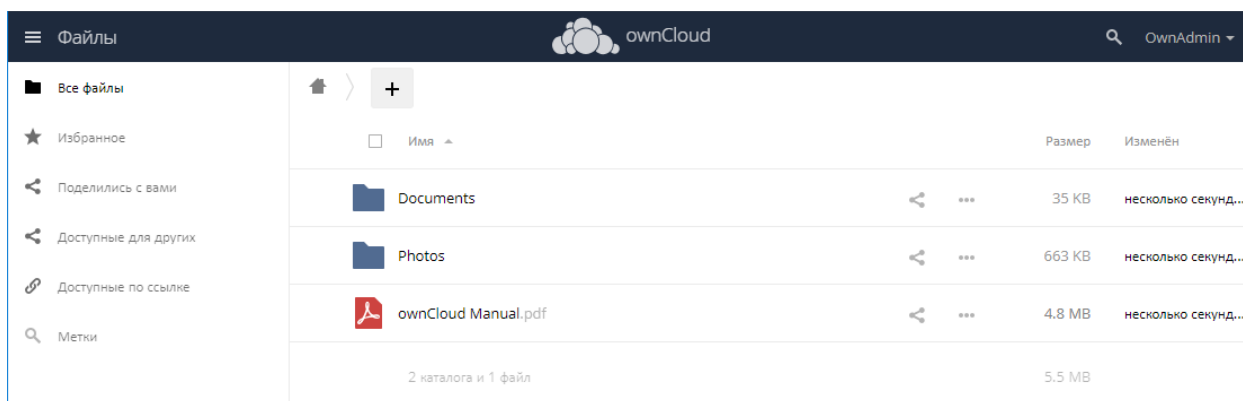 Файлы
ownCloud
OwnAdmin
Все файлы
Избранное
Поделились с вами
Доступные для других
Доступные по ссылке
Метки
Имя Размер Изменён
Documents 35 KB несколько секунд...
Photos 663 KB несколько секунд...
ownCloud Manual.pdf 4.8 MB несколько секунд...
2 каталога и 1 файл 5.5 MB